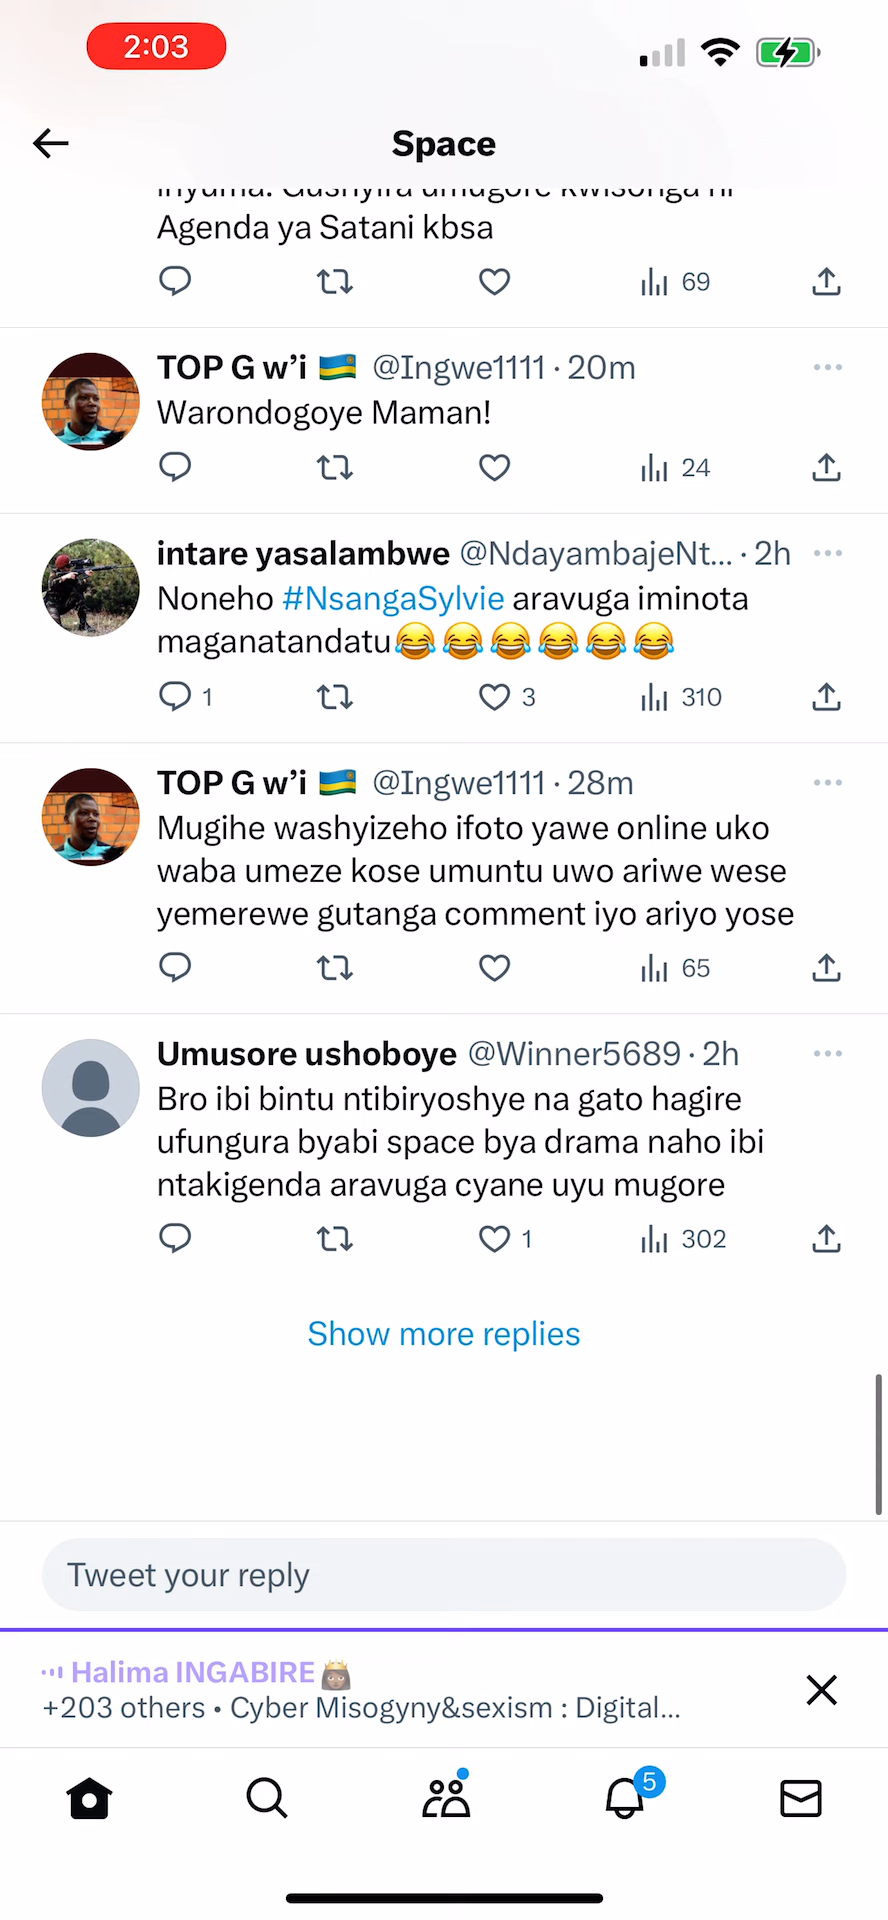 2:03
Space
Agenda ya Satani kbsa
69
TOP G w’i 🇷🇼 @Ingwe1111 · 20m
Warondogoye Maman!
24
intare yasalambwe @NdayambajeNt... · 2h
Noneho #NsangaSylvie aravuga iminota
maganatandatu😂😂😂😂😂😂
1 3 310
TOP G w’i 🇷🇼 @Ingwe1111 · 28m
Mugihe washyizeho ifoto yawe online uko
waba umeze kose umuntu uwo ariwe wese
yemerewe gutanga comment iyo ariyo yose
65
Umusore ushoboye @Winner5689 · 2h
Bro ibi bintu ntibiryoshye na gato hagire
ufungura byabi space bya drama naho ibi
ntakigenda aravuga cyane uyu mugore
1 302
Show more replies
Tweet your reply
Halima INGABIRE👸🏽
+203 others • Cyber Misogyny&sexism : Digital...
5